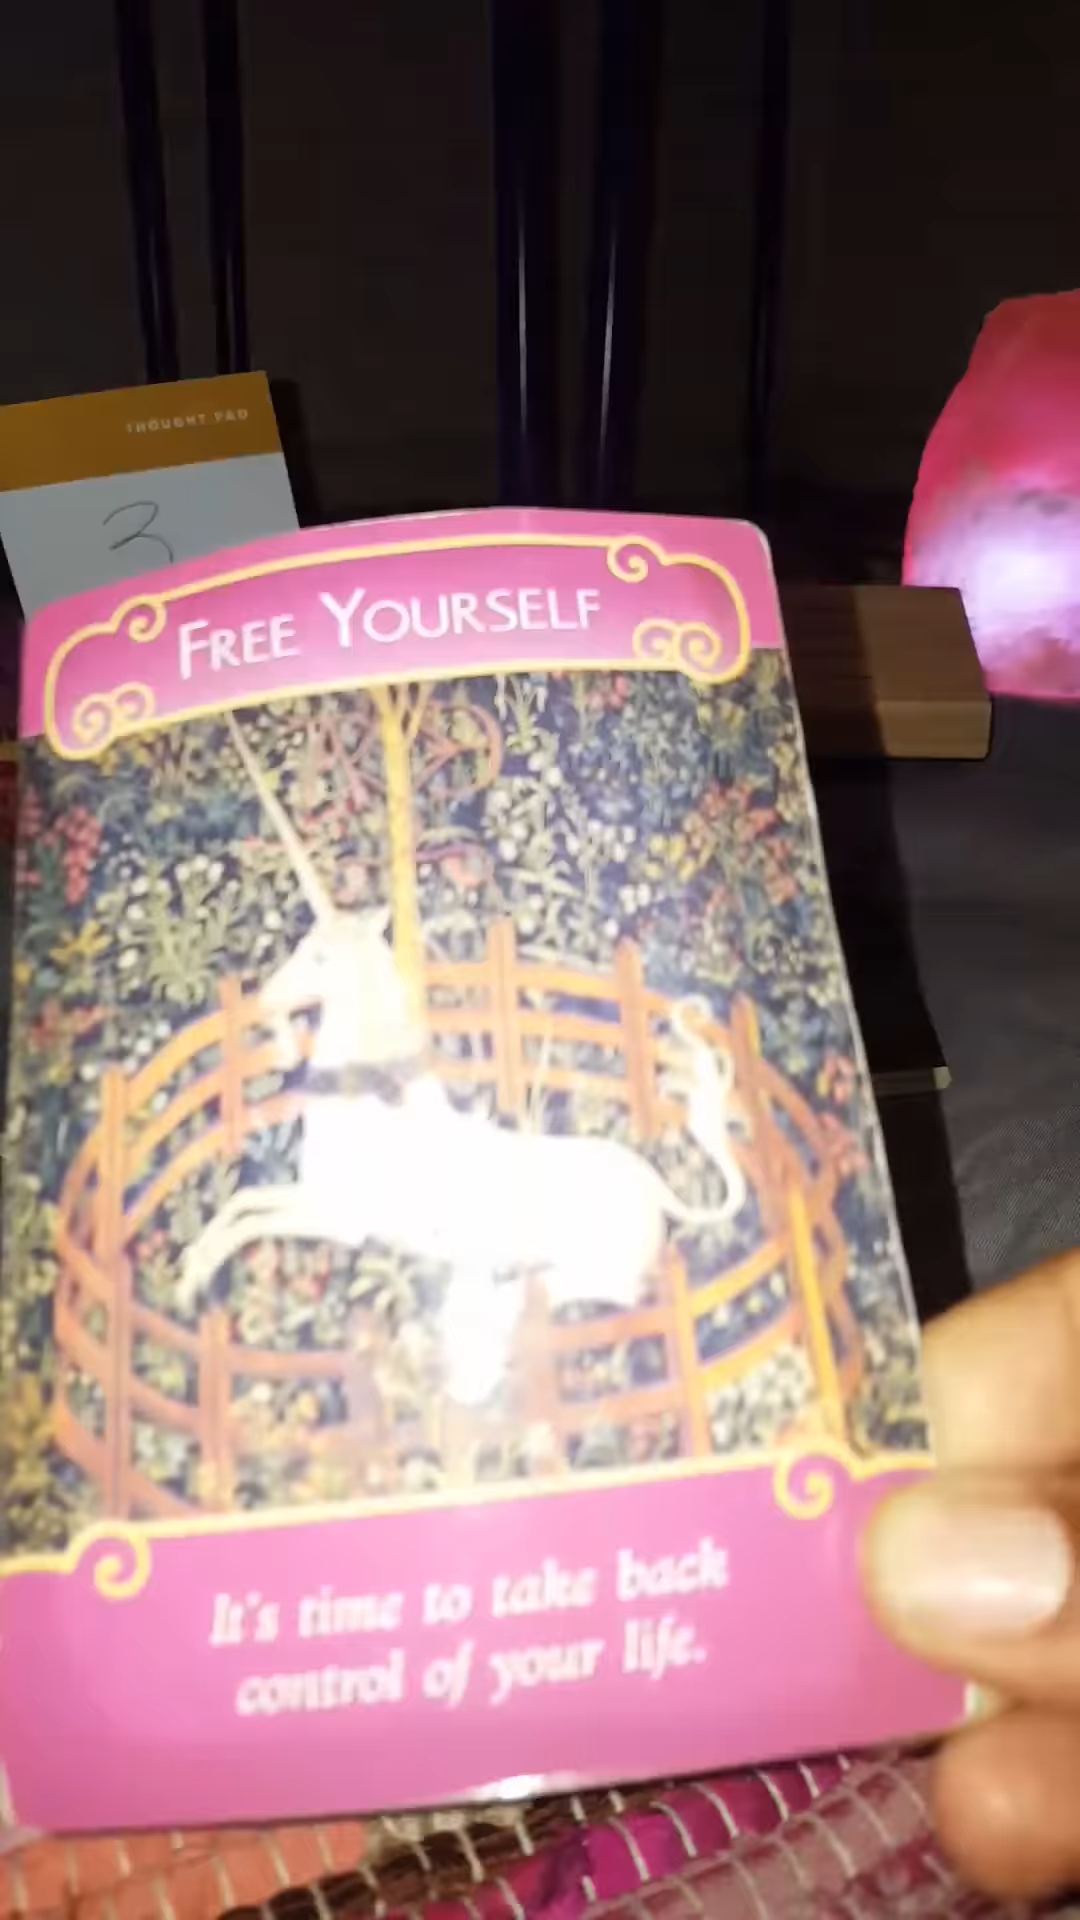 THOUGHT PAD
3
FREE YOURSELF
It's time to take back
control of your life.